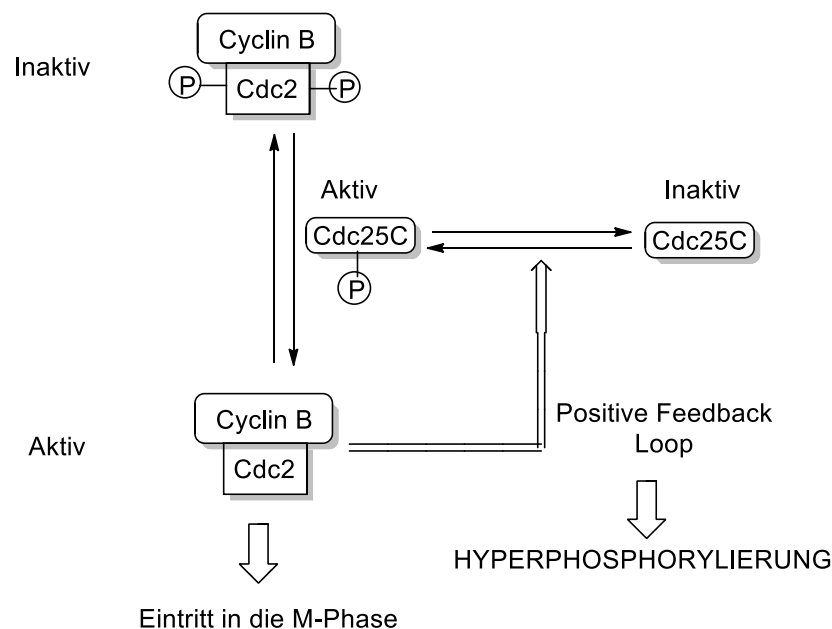 Cyclin B
Inaktiv
P
Cdc2
P
Aktiv
Inaktiv
Cdc25C
Cdc25C
P
Cyclin B
Positive Feedback
Loop
Aktiv
Cdc2
HYPERPHOSPHORYLIERUNG
Eintritt in die M-Phase